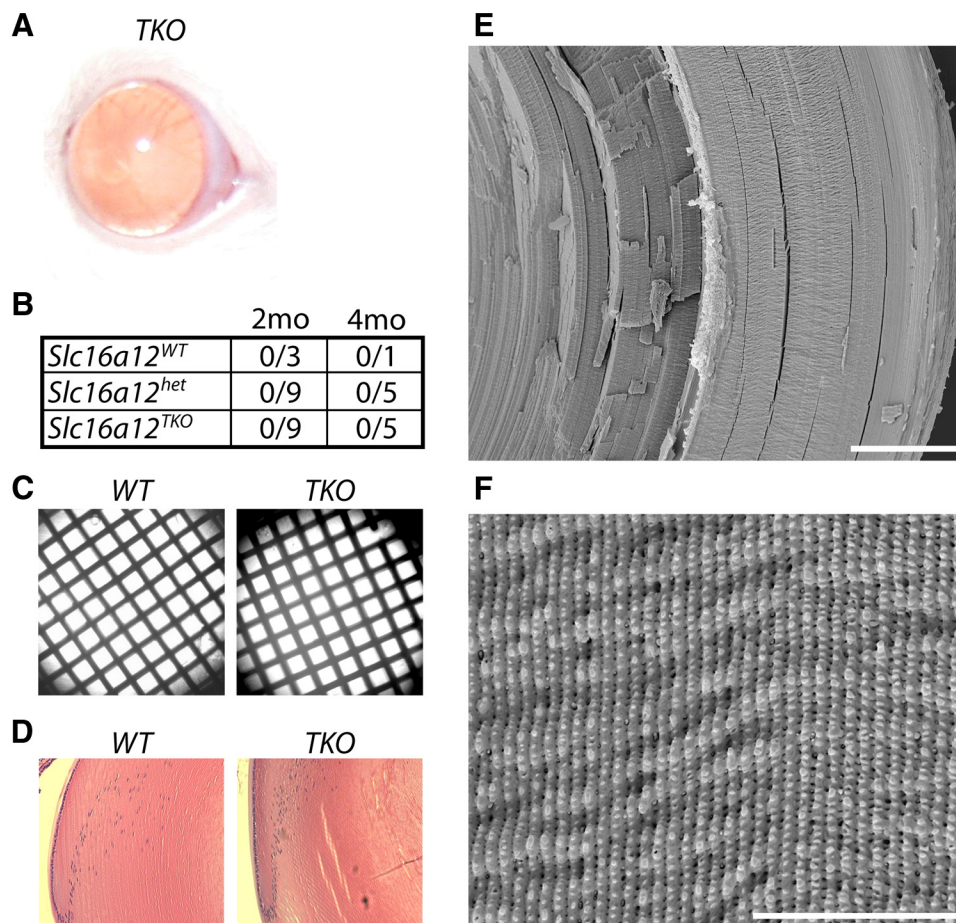 A
TKO
B
2mo 4mo
Slc16a12WT 0/3 0/1
Slc16a12het 0/9 0/5
Slc16a12TKO 0/9 0/5
C
WT TKO
D
WT TKO
E
F